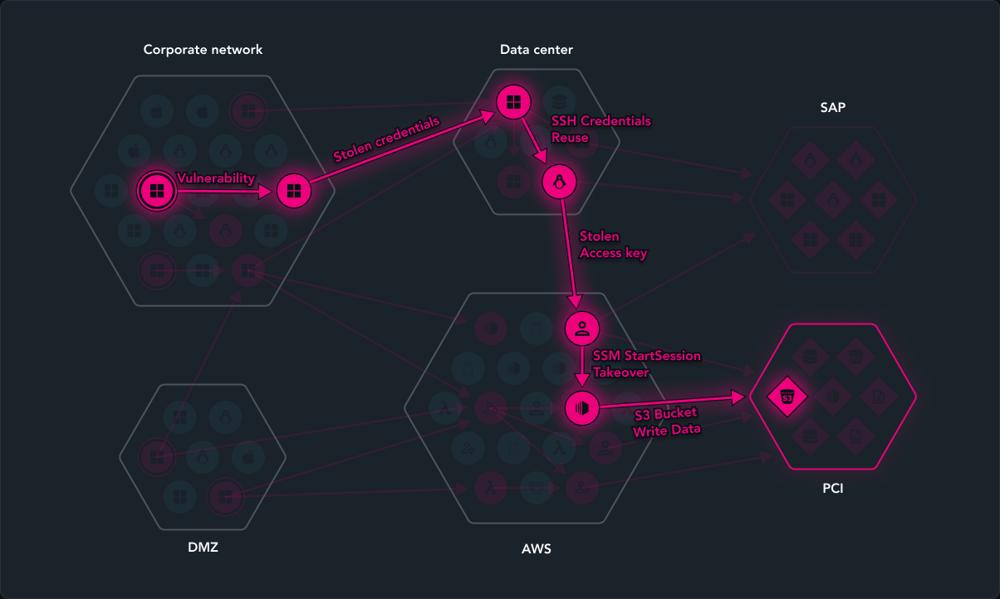 Corporate network
Data center
SAP
Stolen credentials
SSH Credentials
Reuse
Vulnerability
Stolen
Access key
SSM StartSession
Takeover
S3
S3 Bucket
Write Data
PCI
DMZ
AWS